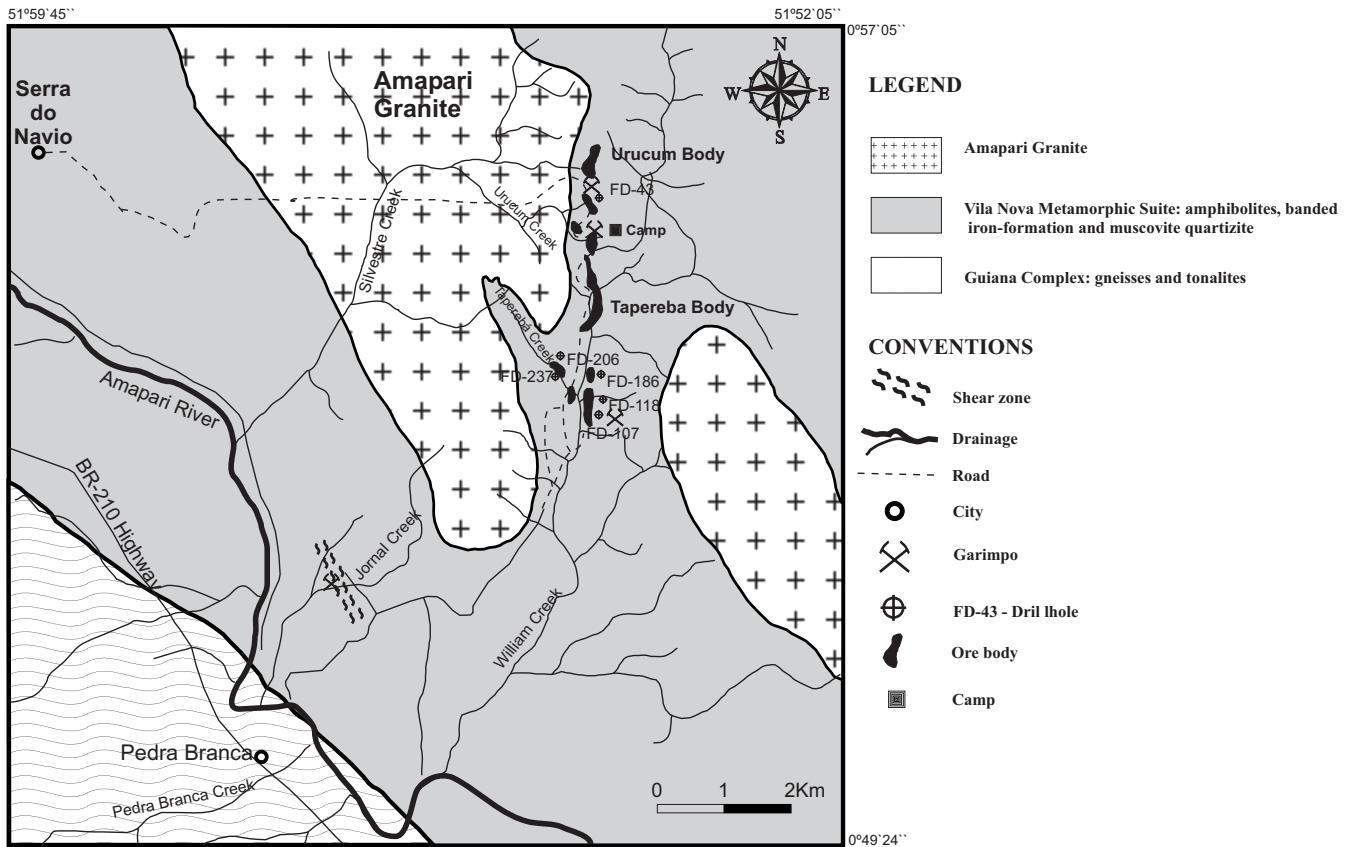 51º59`45``
51º52`05``
0º57`05``
Serra
do
Navio
Amapari
Granite
N
W E
S
Urucum Body
FD-43
Camp
Urucum Creek
Silvestre Creek
Taperebá Creek
Tapereba Body
FD-206
FD-237
FD-186
FD-118
FD-107
Amapari River
BR-210 Highway
Jornal Creek
William Creek
Pedra Branca
Pedra Branca Creek
0 1 2Km
0º49`24``
LEGEND
Amapari Granite
Vila Nova Metamorphic Suite: amphibolites, banded
iron-formation and muscovite quartizite
Guiana Complex: gneisses and tonalites
CONVENTIONS
Shear zone
Drainage
Road
City
Garimpo
FD-43 - Dril lhole
Ore body
Camp